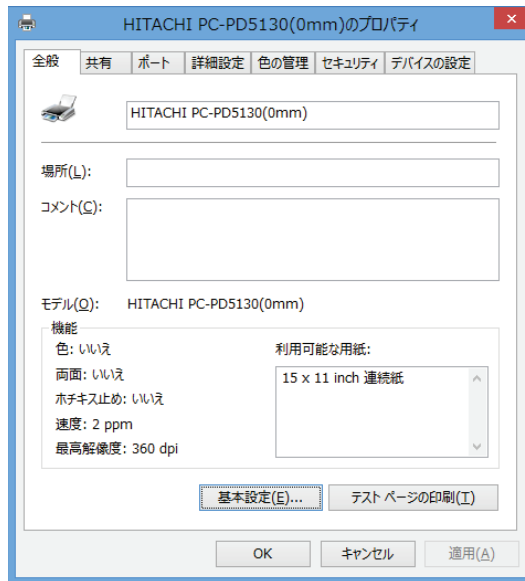 HITACHI PC-PD5130(0mm)のプロパティ
全般 共有 ポート 詳細設定 色の管理 セキュリティ デバイスの設定
HITACHI PC-PD5130(0mm)
場所(L):
コメント(C):
モデル(O): HITACHI PC-PD5130(0mm)
機能
色: いいえ 利用可能な用紙:
両面: いいえ 15 x 11 inch 連続紙
ホチキス止め: いいえ
速度: 2 ppm
最高解像度: 360 dpi
基本設定(E)... テスト ページの印刷(T)
OK キャンセル 適用(A)